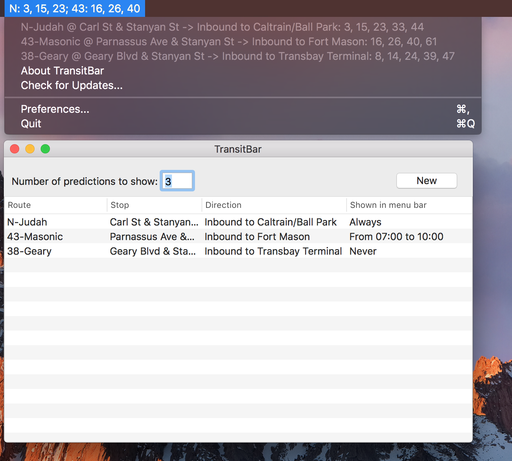 N: 3, 15, 23; 43: 16, 26, 40
N-Judah @ Carl St & Stanyan St -> Inbound to Caltrain/Ball Park: 3, 15, 23, 33, 44
43-Masonic @ Parnassus Ave & Stanyan St -> Inbound to Fort Mason: 16, 26, 40, 61
38-Geary @ Geary Blvd & Stanyan St -> Inbound to Transbay Terminal: 8, 14, 24, 39, 47
About TransitBar
Check for Updates...
Preferences... ⌘,
Quit ⌘Q
TransitBar
Number of predictions to show: 3 New
Route Stop Direction Shown in menu bar
N-Judah Carl St & Stanyan... Inbound to Caltrain/Ball Park Always
43-Masonic Parnassus Ave &... Inbound to Fort Mason From 07:00 to 10:00
38-Geary Geary Blvd & Sta... Inbound to Transbay Terminal Never